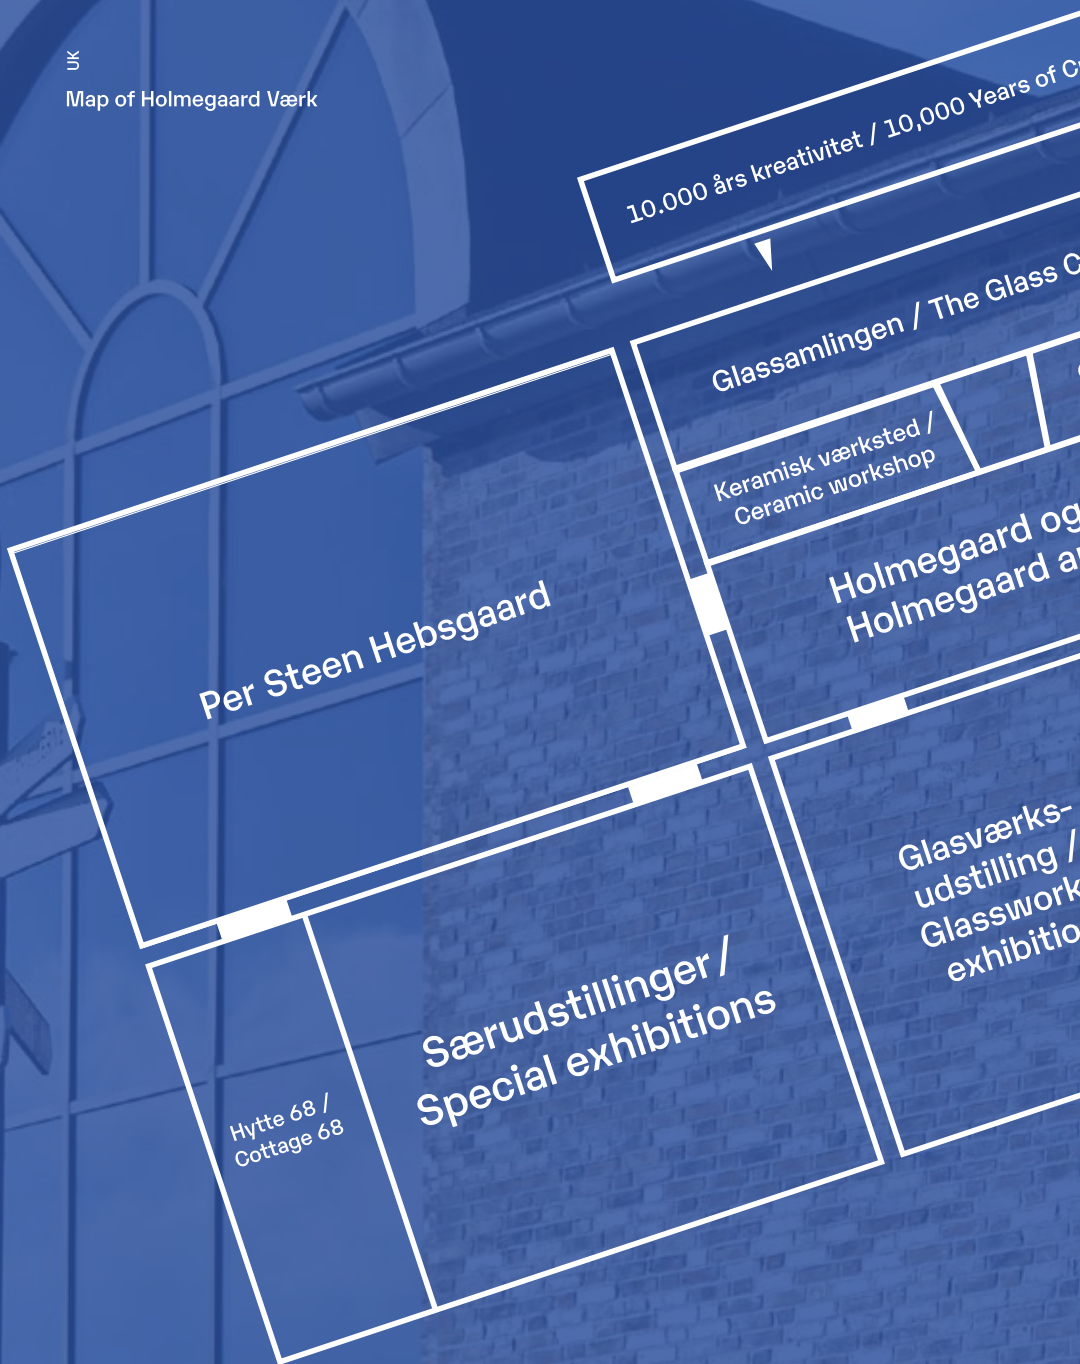 UK
Map of Holmegaard Værk
10.000 års kreativitet / 10,000 Years of
Glassamlingen / The Glass
Keramisk værksted /
Ceramic workshop
Holmegaard og
Holmegaard
Per Steen Hebsgaard
Glasværks-
udstilling /
Særudstillinger /
Special exhibitions
Hytte 68 /
Cottage 68